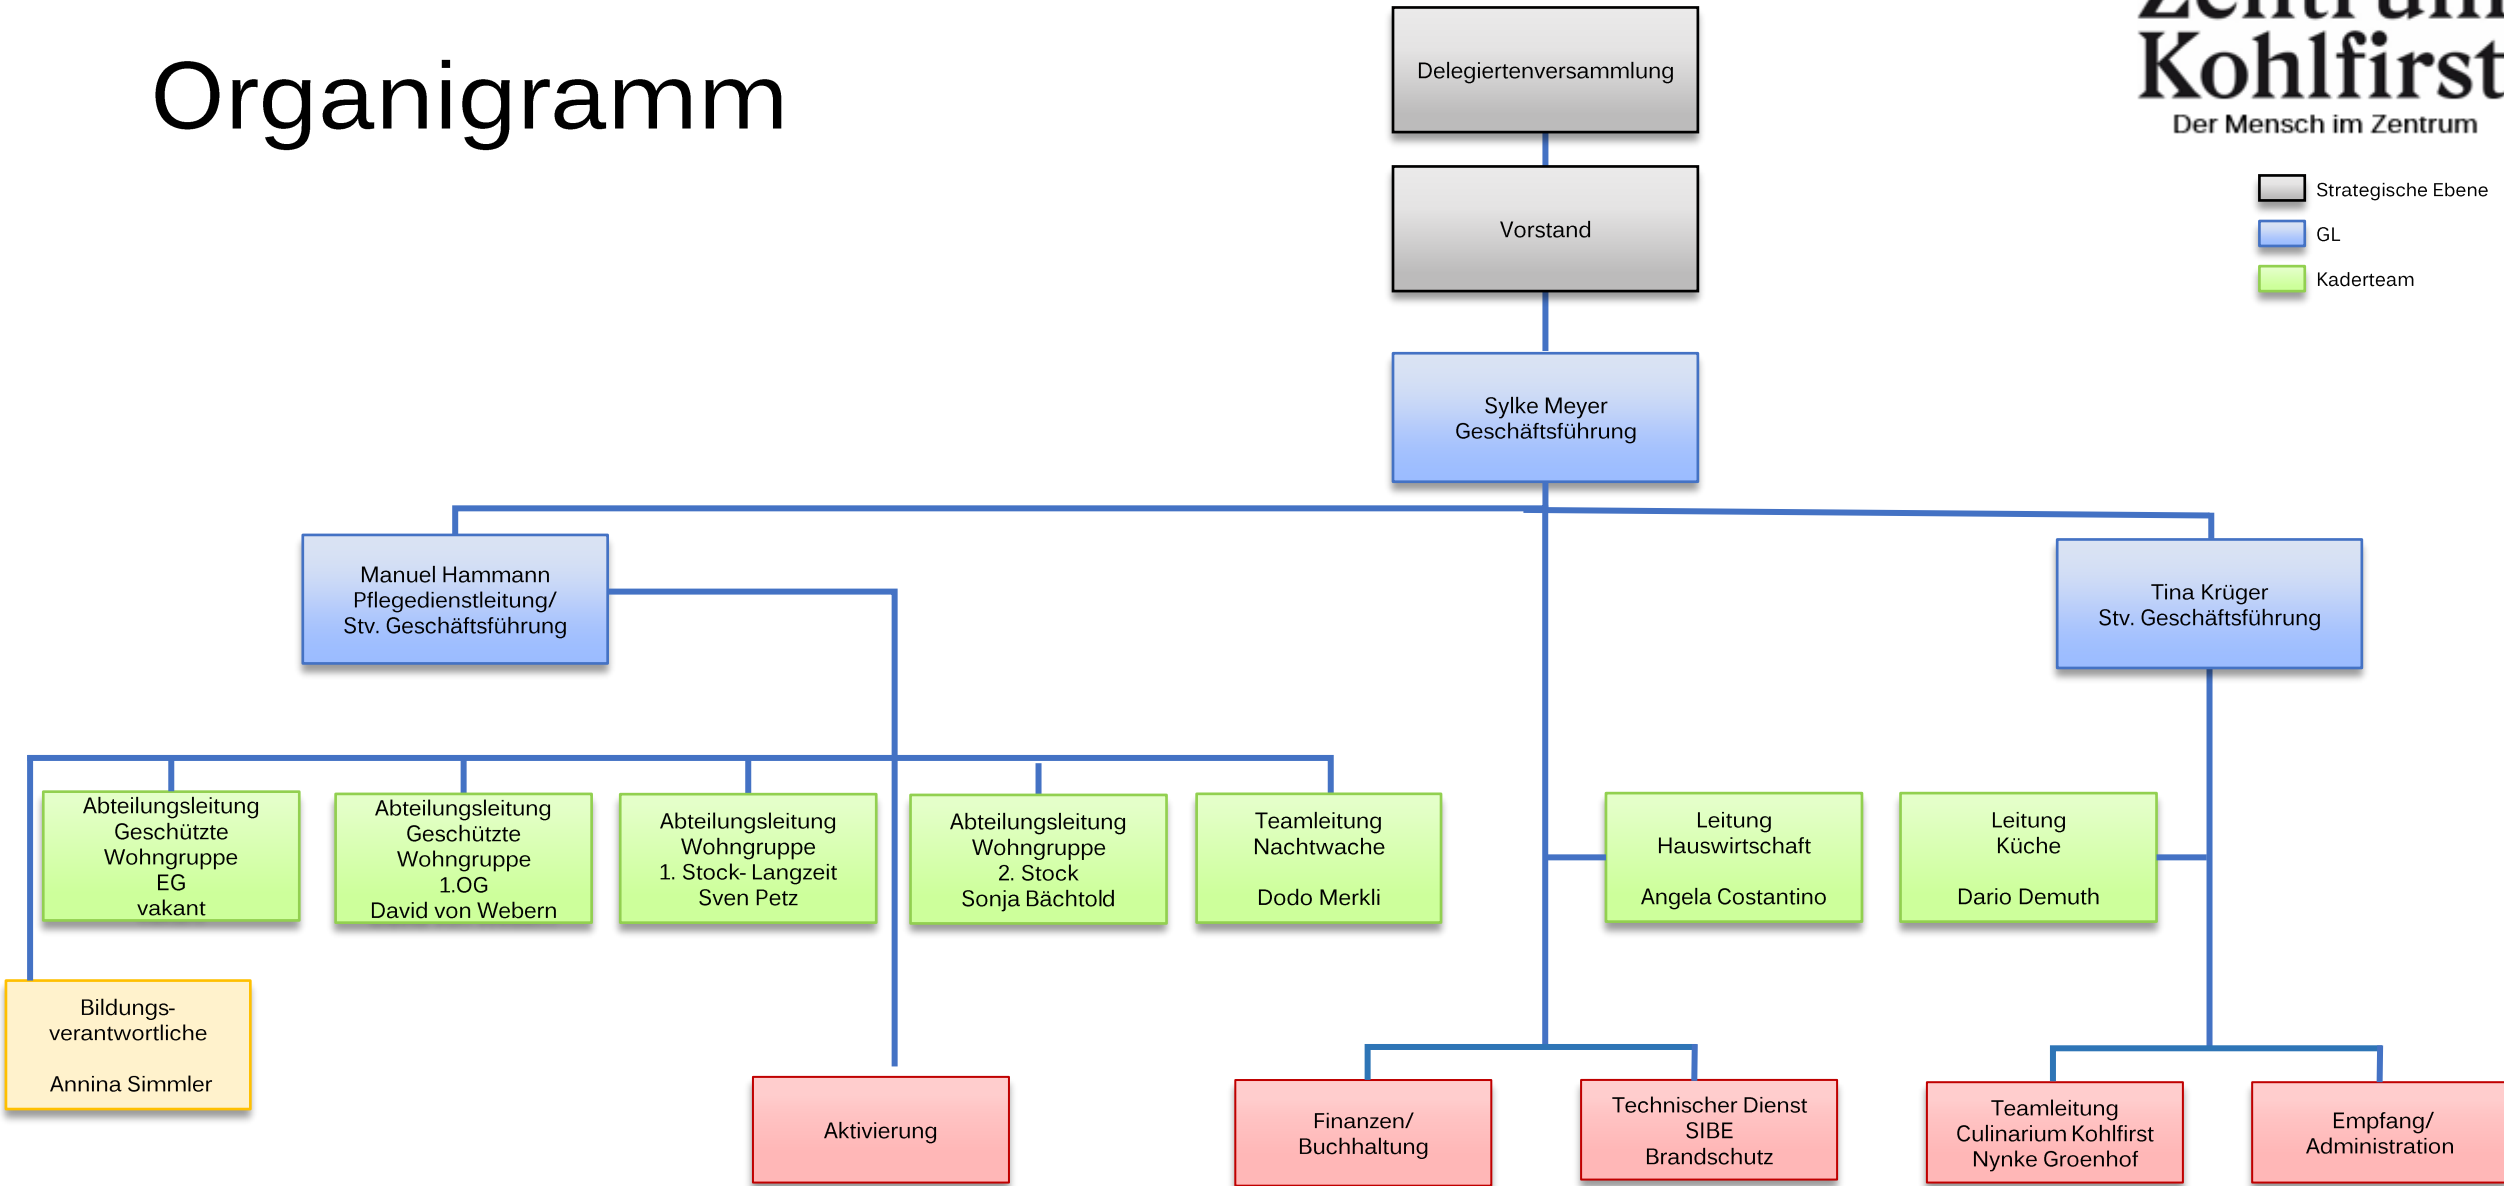 Organigramm
Zentrum
Kohlfirst
Der Mensch im Zentrum
Strategische Ebene
GL
Kaderteam
Delegiertenversammlung
Vorstand
Sylke Meyer
Geschäftsführung
Manuel Hammann
Pflegedienstleitung/
Stv. Geschäftsführung
Tina Krüger
Stv. Geschäftsführung
Abteilungsleitung
Geschützte
Wohngruppe
EG
vakant
Abteilungsleitung
Geschützte
Wohngruppe
1.OG
David von Webern
Abteilungsleitung
Wohngruppe
1. Stock- Langzeit
Sven Petz
Abteilungsleitung
Wohngruppe
2. Stock
Sonja Bächtold
Teamleitung
Nachtwache
Dodo Merkli
Leitung
Hauswirtschaft
Angela Costantino
Leitung
Küche
Dario Demuth
Bildungs-
verantwortliche
Annina Simmler
Aktivierung
Finanzen/
Buchhaltung
Technischer Dienst
SIBE
Brandschutz
Teamleitung
Culinarium Kohlfirst
Nynke Groenhof
Empfang/
Administration